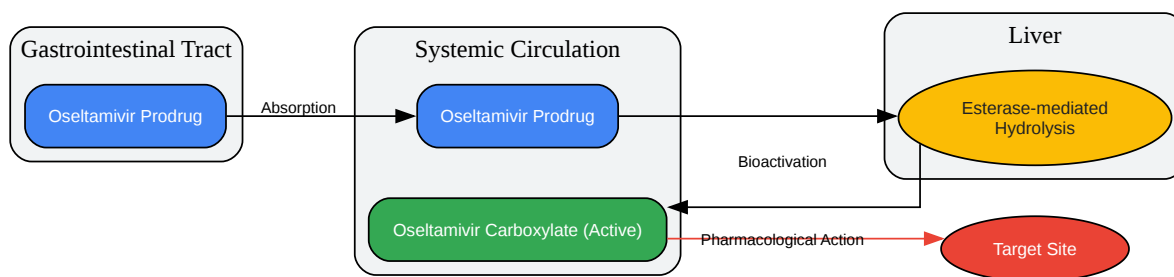 Gastrointestinal Tract
Systemic Circulation
Liver
Oseltamivir Prodrug
Absorption
Oseltamivir Prodrug
Esterase-mediated
Hydrolysis
Bioactivation
Oseltamivir Carboxylate (Active)
Pharmacological Action
Target Site